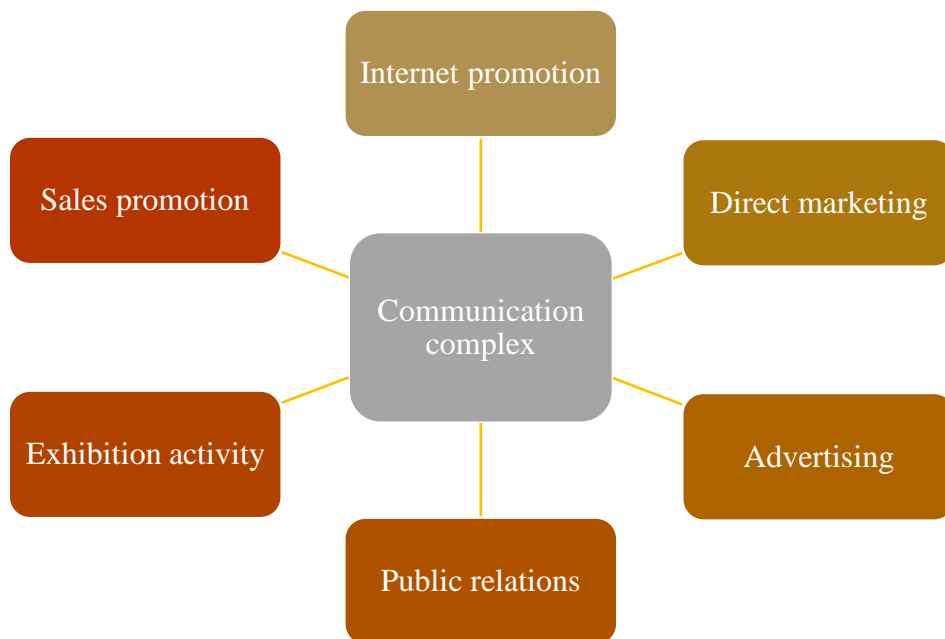 Internet promotion
Sales promotion
Direct marketing
Communication
complex
Exhibition activity
Advertising
Public relations